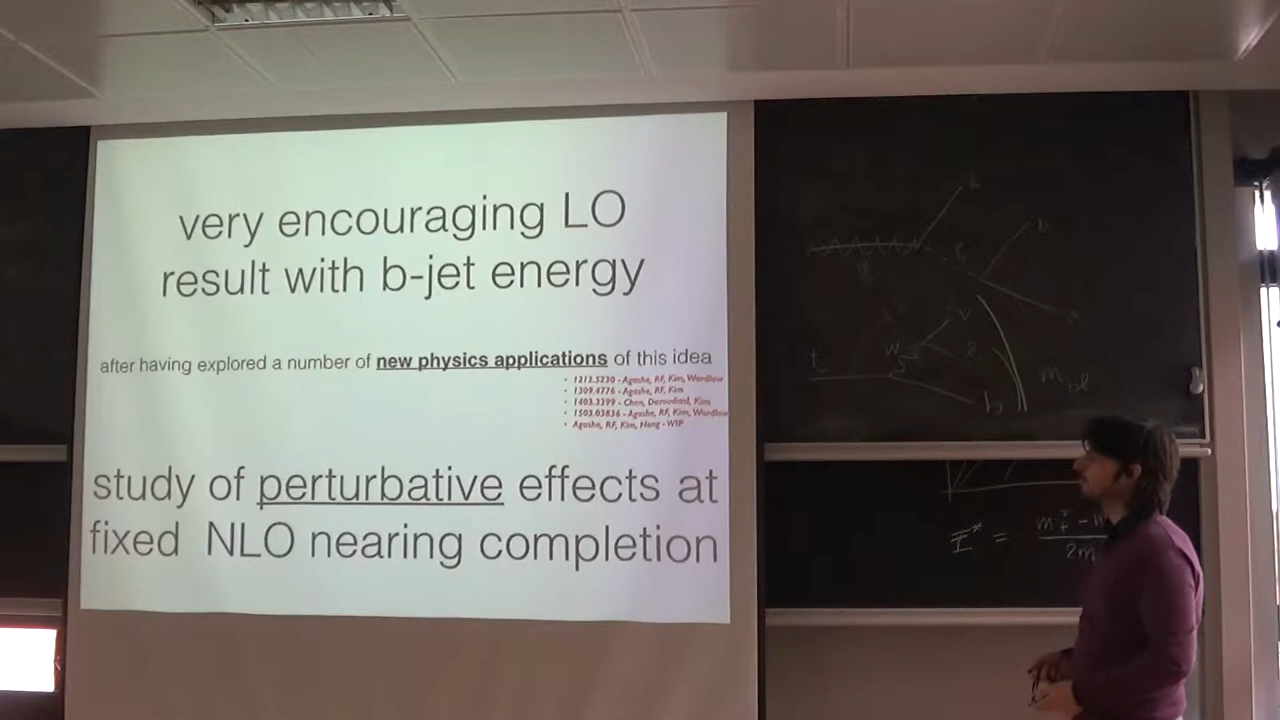 very encouraging LO
result with b-jet energy
after having explored a number of new physics applications of this idea
• 1212.5230 - Agashe, RF, Kim, Wardlow
• 1309.4776 - Agashe, RF, Kim
• 1403.3399 - Chen, Davoudiasl, Kim
• 1503.03836 - Agashe, RF, Kim, Wardlow
• Agashe, RF, Kim, Hong - WIP
study of perturbative effects at
fixed NLO nearing completion
t
W
b
m_bl
E* =
2m